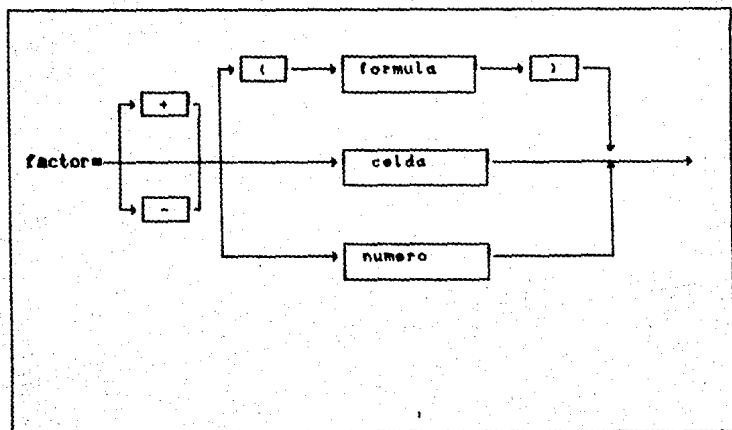 ( formula )
+
factor=
celda
-
numero